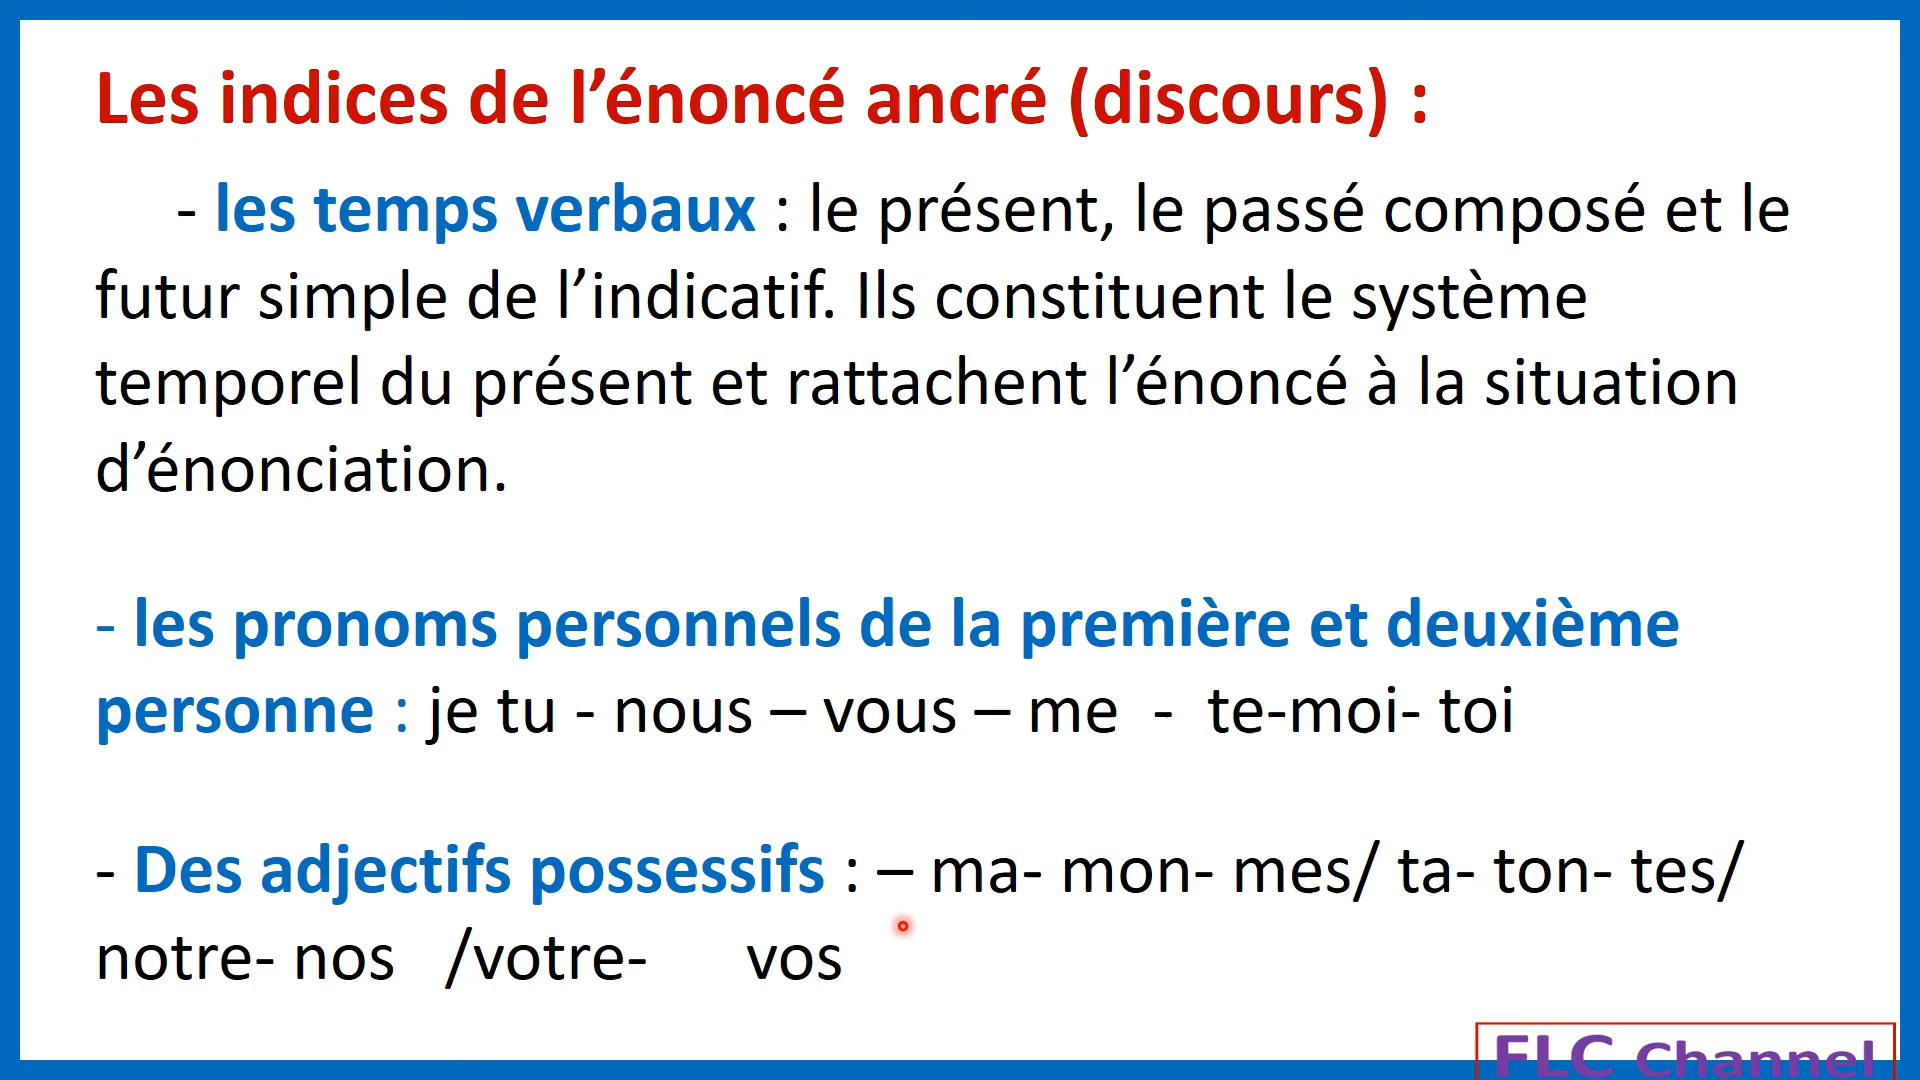 Les indices de l’énoncé ancré (discours) :
- les temps verbaux : le présent, le passé composé et le
futur simple de l’indicatif. Ils constituent le système
temporel du présent et rattachent l’énoncé à la situation
d’énonciation.
- les pronoms personnels de la première et deuxième
personne : je tu - nous – vous – me - te-moi- toi
- Des adjectifs possessifs : – ma- mon- mes/ ta- ton- tes/
notre- nos /votre- vos
FLC Channel